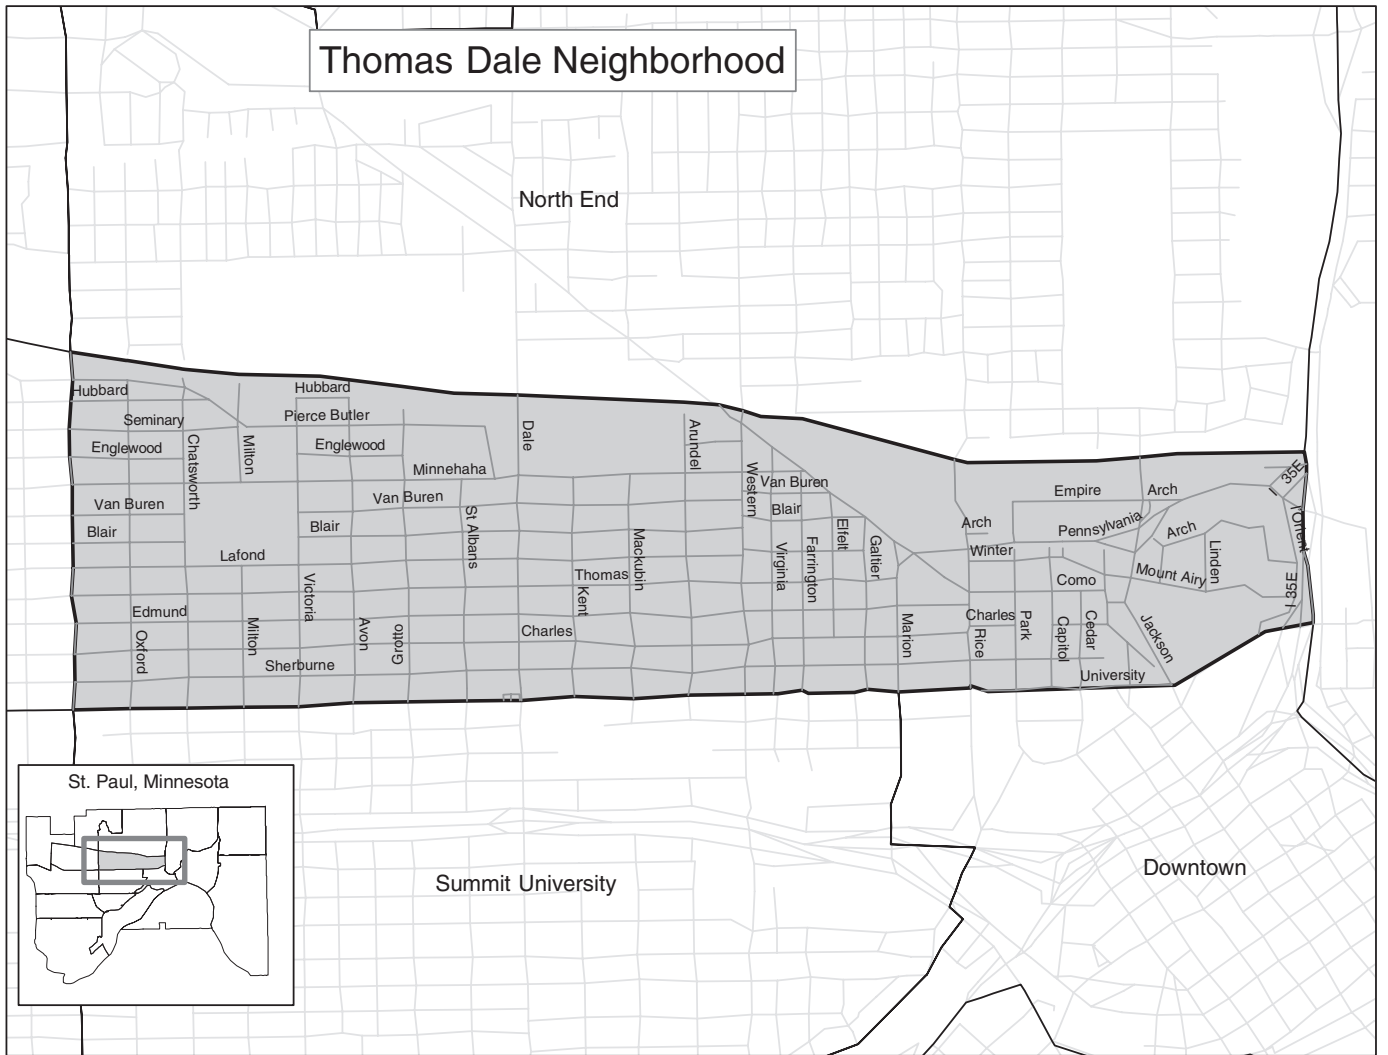 Thomas Dale Neighborhood
North End
Hubbard
Hubbard
Seminary
Pierce Butler
Englewood
Englewood
Chatsworth
Milton
Minnehaha
Dale
Arundel
Western
Van Buren
Van Buren
Van Buren
Blair
Blair
Blair
St Albans
Lafond
Mackubin
Virginia
Farrington
Elfelt
Galtier
Thomas
Kent
Victoria
Edmund
Oxford
Milton
Avon
Grotto
Charles
Sherburne
Marion
Empire
Arch
Arch
Pennsylvania
Arch
Winter
Linden
Como
Mount Airy
Charles
Rice
Park
Capitol
Cedar
Jackson
University
I 35E
l'Orient
I 35E
St. Paul, Minnesota
Summit University
Downtown